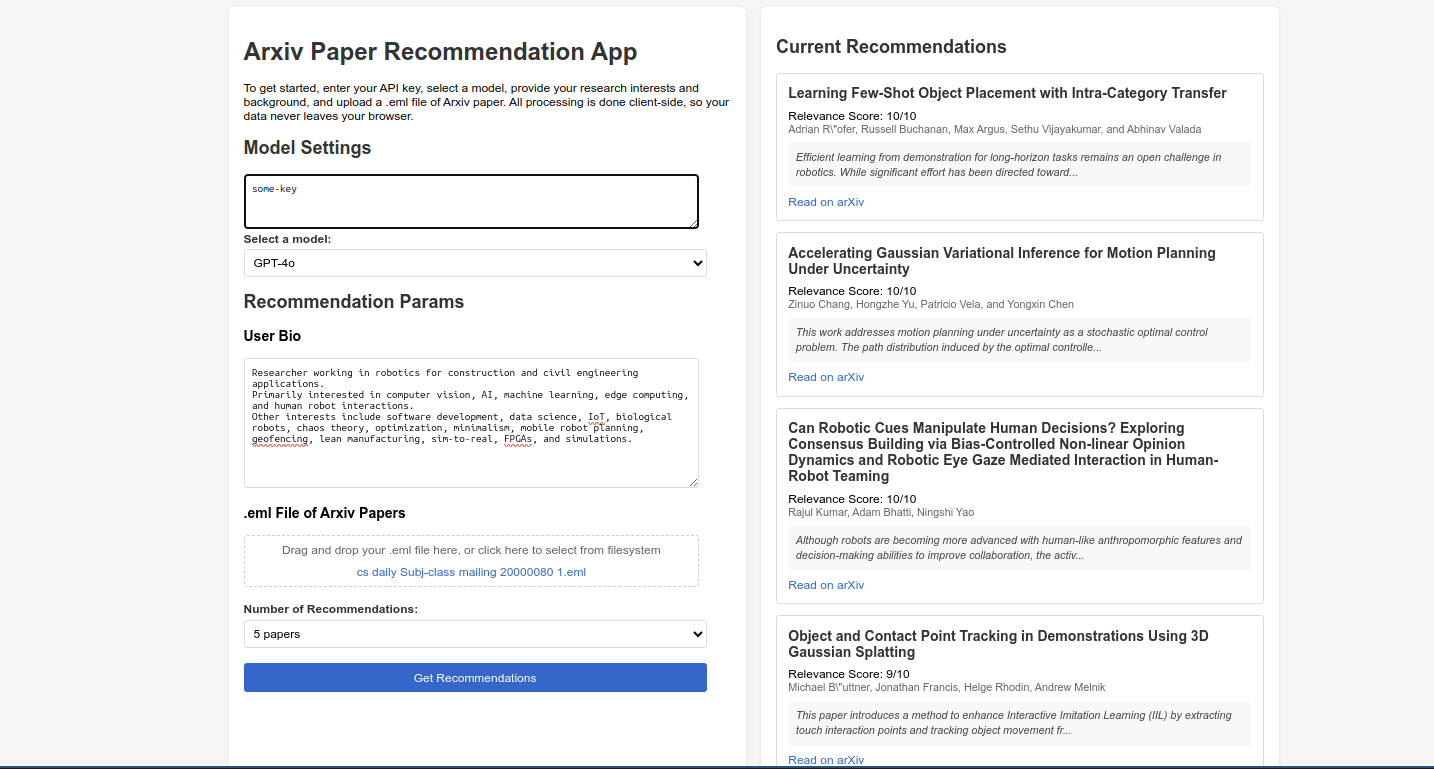 Arxiv Paper Recommendation App
To get started, enter your API key, select a model, provide your research interests and
background, and upload a .eml file of Arxiv paper. All processing is done client-side, so your
data never leaves your browser.
Model Settings
some-key
Select a model:
GPT-4o
Recommendation Params
User Bio
Researcher working in robotics for construction and civil engineering
applications.
Primarily interested in computer vision, AI, machine learning, edge computing,
and human robot interactions.
Other interests include software development, data science, IoT, biological
robots, chaos theory, optimization, minimalism, mobile robot planning,
geofencing, lean manufacturing, sim-to-real, FPGAs, and simulations.
.eml File of Arxiv Papers
Drag and drop your .eml file here, or click here to select from filesystem
cs daily Subj-class mailing 20000080 1.eml
Number of Recommendations:
5 papers
Get Recommendations
Current Recommendations
Learning Few-Shot Object Placement with Intra-Category Transfer
Relevance Score: 10/10
Adrian R\"ofer, Russell Buchanan, Max Argus, Sethu Vijayakumar, and Abhinav Valada
Efficient learning from demonstration for long-horizon tasks remains an open challenge in
robotics. While significant effort has been directed toward...
Read on arXiv
Accelerating Gaussian Variational Inference for Motion Planning
Under Uncertainty
Relevance Score: 10/10
Zinuo Chang, Hongzhe Yu, Patricio Vela, and Yongxin Chen
This work addresses motion planning under uncertainty as a stochastic optimal control
problem. The path distribution induced by the optimal controlle...
Read on arXiv
Can Robotic Cues Manipulate Human Decisions? Exploring
Consensus Building via Bias-Controlled Non-linear Opinion
Dynamics and Robotic Eye Gaze Mediated Interaction in Human-
Robot Teaming
Relevance Score: 10/10
Rajul Kumar, Adam Bhatti, Ningshi Yao
Although robots are becoming more advanced with human-like anthropomorphic features and
decision-making abilities to improve collaboration, the activ...
Read on arXiv
Object and Contact Point Tracking in Demonstrations Using 3D
Gaussian Splatting
Relevance Score: 9/10
Michael B\"uttner, Jonathan Francis, Helge Rhodin, Andrew Melnik
This paper introduces a method to enhance Interactive Imitation Learning (IIL) by extracting
touch interaction points and tracking object movement fr...
Read on arXiv